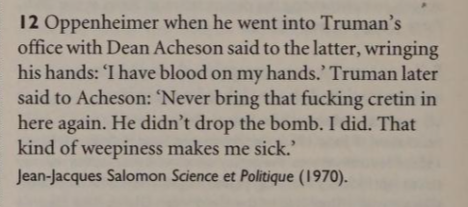 12 Oppenheimer when he went into Truman's
office with Dean Acheson said to the latter, wringing
his hands: ‘I have blood on my hands.’ Truman later
said to Acheson: ‘Never bring that fucking cretin in
here again. He didn't drop the bomb. I did. That
kind of weepiness makes me sick.’
Jean-Jacques Salomon Science et Politique (1970).